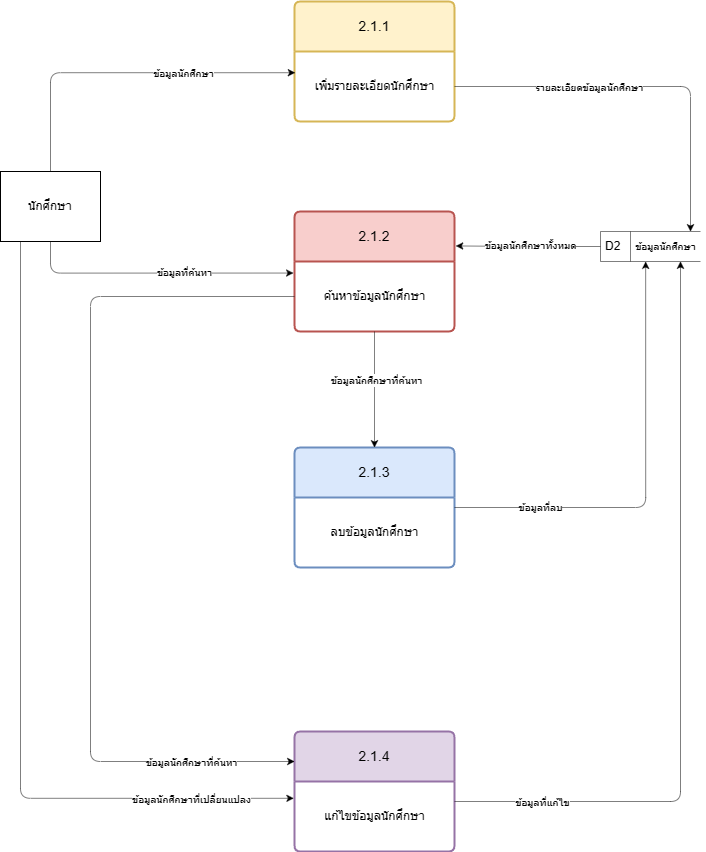 2.1.1
ข้อมูลนักศึกษา
เพิ่มรายละเอียดนักศึกษา
รายละเอียดข้อมูลนักศึกษา
นักศึกษา
2.1.2
ข้อมูลนักศึกษาทั้งหมด
D2
ข้อมูลนักศึกษา
ข้อมูลที่ค้นหา
ค้นหาข้อมูลนักศึกษา
ข้อมูลนักศึกษาที่ค้นหา
2.1.3
ข้อมูลที่ลบ
ลบข้อมูลนักศึกษา
2.1.4
ข้อมูลนักศึกษาที่ค้นหา
ข้อมูลนักศึกษาที่เปลี่ยนแปลง
ข้อมูลที่แก้ไข
แก้ไขข้อมูลนักศึกษา